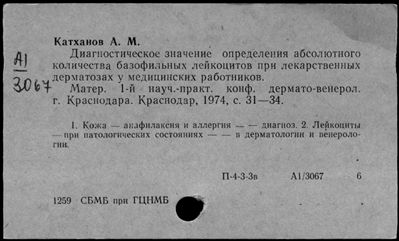 Катханов А. М.
Диагностическое значение определения абсолютного
количества базофильных лейкоцитов при лекарственных
дерматозах у медицинских работников.
А1
3067
Матер. 1-й науч.-практ. конф. дермато-венерол.
г. Краснодара. Краснодар, 1974, с. 31—34.
1. Кожа — анафилаксия и аллергия — — диагноз. 2. Лейкоциты
— при патологических состояниях — — в дерматологии и венероло-
гии.
П-4-3-3в А1/3067 6
1259 СБМБ при ГЦНМБ